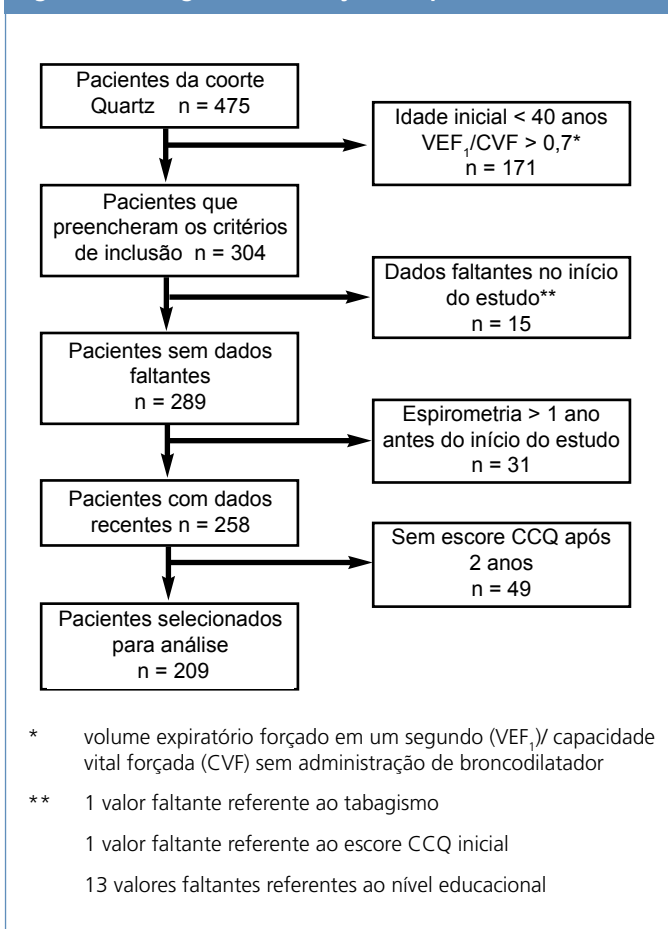 Pacientes da coorte
Quartz n = 475
Idade inicial < 40 anos
VEF1/CVF > 0,7*
n = 171
Pacientes que
preencheram os critérios
de inclusão n = 304
Dados faltantes no início
do estudo**
n = 15
Pacientes sem dados
faltantes
n = 289
Espirometria > 1 ano
antes do início do estudo
n = 31
Pacientes com dados
recentes n = 258
Sem escore CCQ após
2 anos
n = 49
Pacientes selecionados
para análise
n = 209
* volume expiratório forçado em um segundo (VEF1)/ capacidade
vital forçada (CVF) sem administração de broncodilatador
** 1 valor faltante referente ao tabagismo
1 valor faltante referente ao escore CCQ inicial
13 valores faltantes referentes ao nível educacional